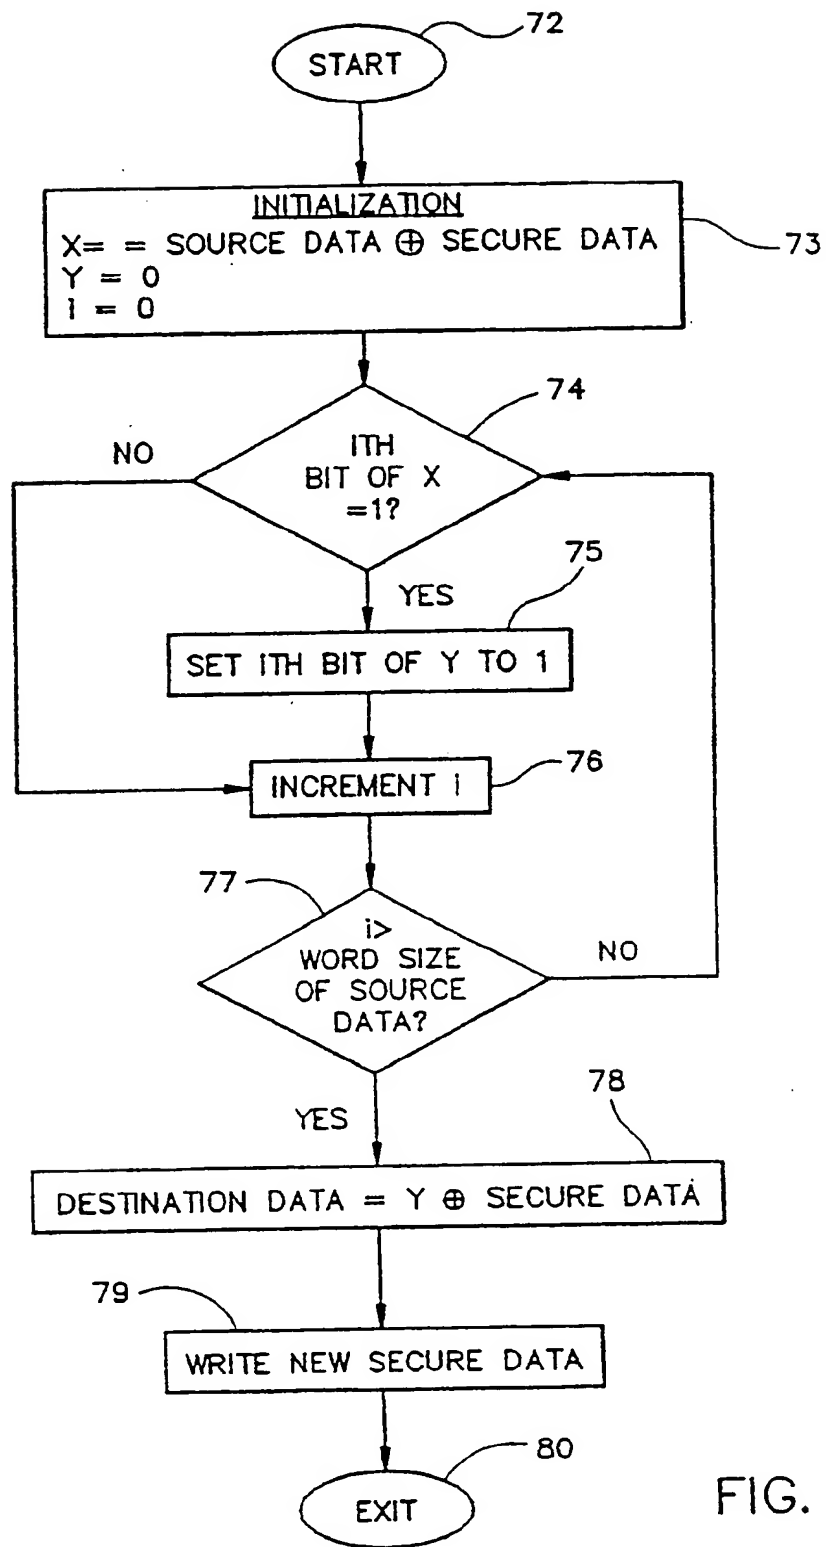 72
START
INITIALIZATION
X= = SOURCE DATA ⊕ SECURE DATA
Y = 0
I = 0
73
74
ITH
BIT OF X
=1?
NO
YES
75
SET ITH BIT OF Y TO 1
76
INCREMENT I
77
i>
WORD SIZE
OF SOURCE
DATA?
NO
YES
78
DESTINATION DATA = Y ⊕ SECURE DATA
79
WRITE NEW SECURE DATA
80
EXIT
FIG.